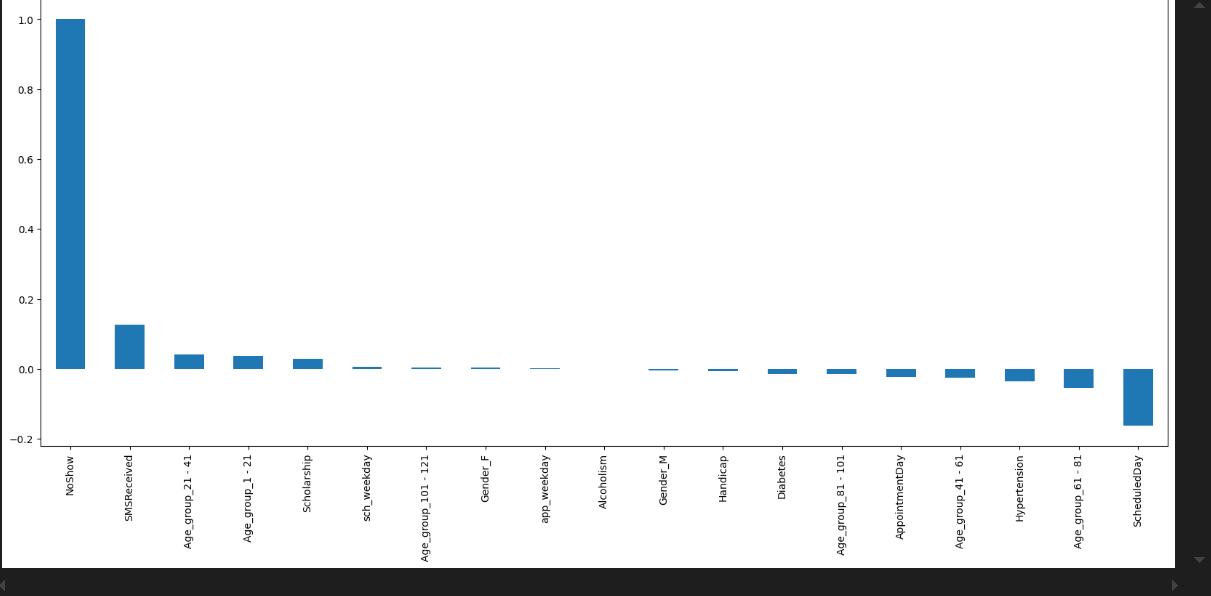 1.0
0.8
0.6
0.4
0.2
0.0
−0.2
NoShow
SMSReceived
Age_group_21 - 41
Age_group_1 - 21
Scholarship
sch_weekday
Age_group_101 - 121
Gender_F
app_weekday
Alcoholism
Gender_M
Handicap
Diabetes
Age_group_81 - 101
AppointmentDay
Age_group_41 - 61
Hypertension
Age_group_61 - 81
ScheduledDay